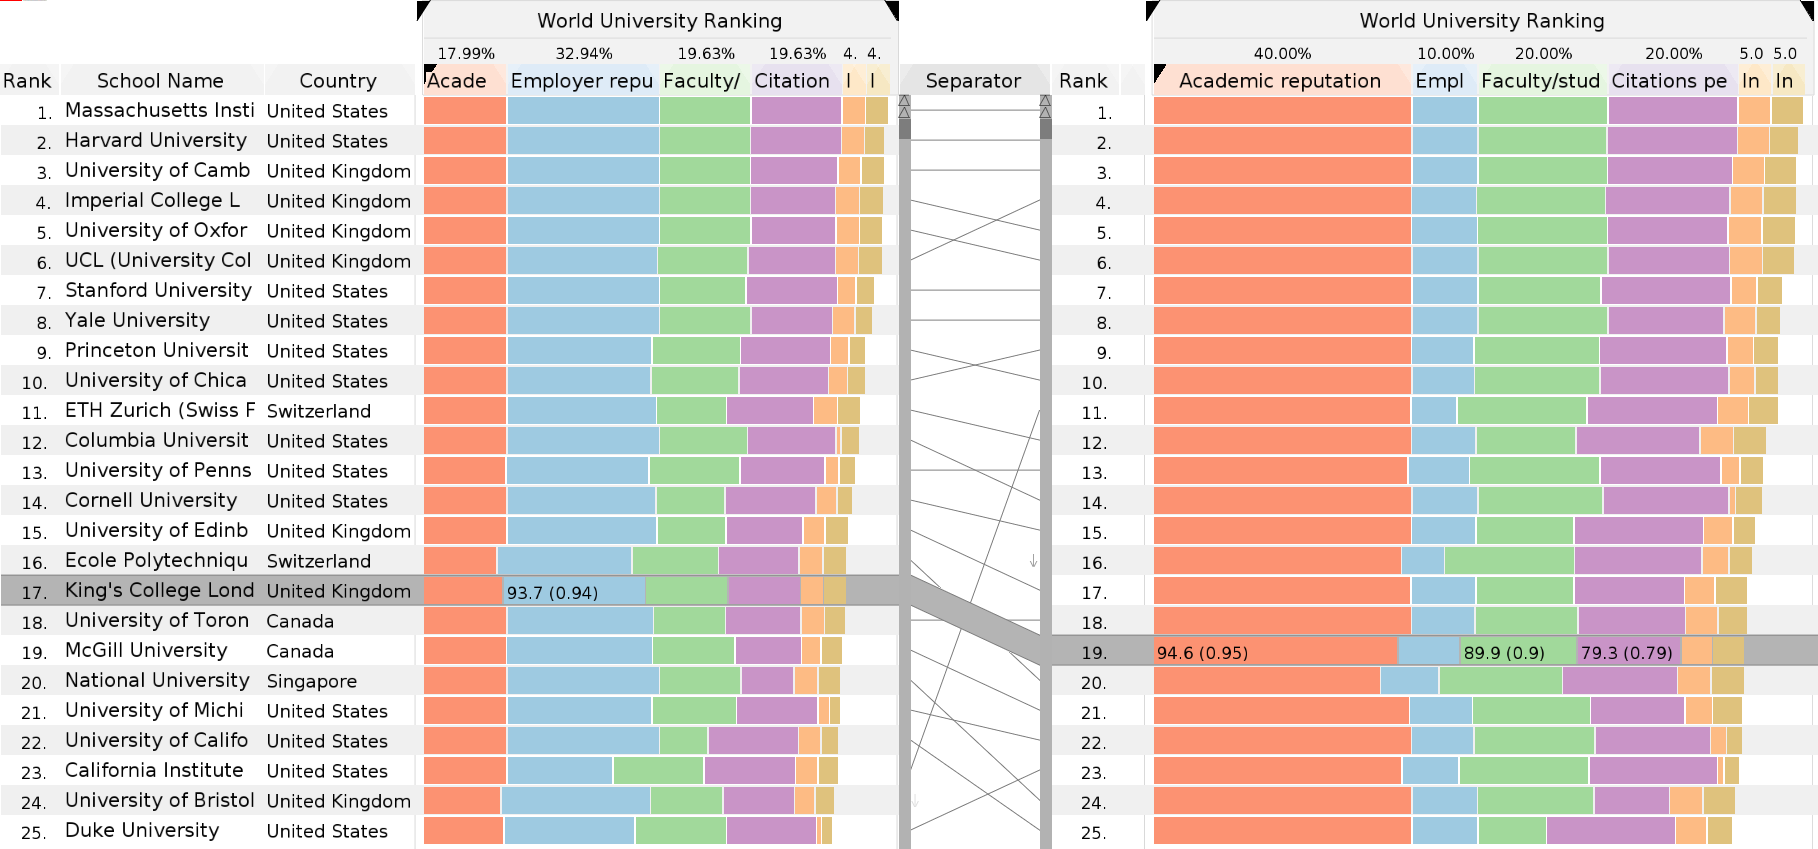 World University Ranking World University Ranking
17.99% 32.94% 19.63% 19.63% 4. 4. 40.00% 10.00% 20.00% 20.00% 5.0 5.0
Rank School Name Country Acade Employer repu Faculty/ Citation I I Separator Rank Academic reputation Empl Faculty/stud Citations pe In In
1. Massachusetts Insti United States 1.
2. Harvard University United States 2.
3. University of Camb United Kingdom 3.
4. Imperial College L United Kingdom 4.
5. University of Oxfor United Kingdom 5.
6. UCL (University Col United Kingdom 6.
7. Stanford University United States 7.
8. Yale University United States 8.
9. Princeton Universit United States 9.
10. University of Chica United States 10.
11. ETH Zurich (Swiss F Switzerland 11.
12. Columbia Universit United States 12.
13. University of Penns United States 13.
14. Cornell University United States 14.
15. University of Edinb United Kingdom 15.
16. Ecole Polytechniqu Switzerland 16.
17. King's College Lond United Kingdom 93.7 (0.94) 17.
18. University of Toron Canada 18.
19. McGill University Canada 19. 94.6 (0.95) 89.9 (0.9) 79.3 (0.79)
20. National University Singapore 20.
21. University of Michi United States 21.
22. University of Califo United States 22.
23. California Institute United States 23.
24. University of Bristol United Kingdom 24.
25. Duke University United States 25.